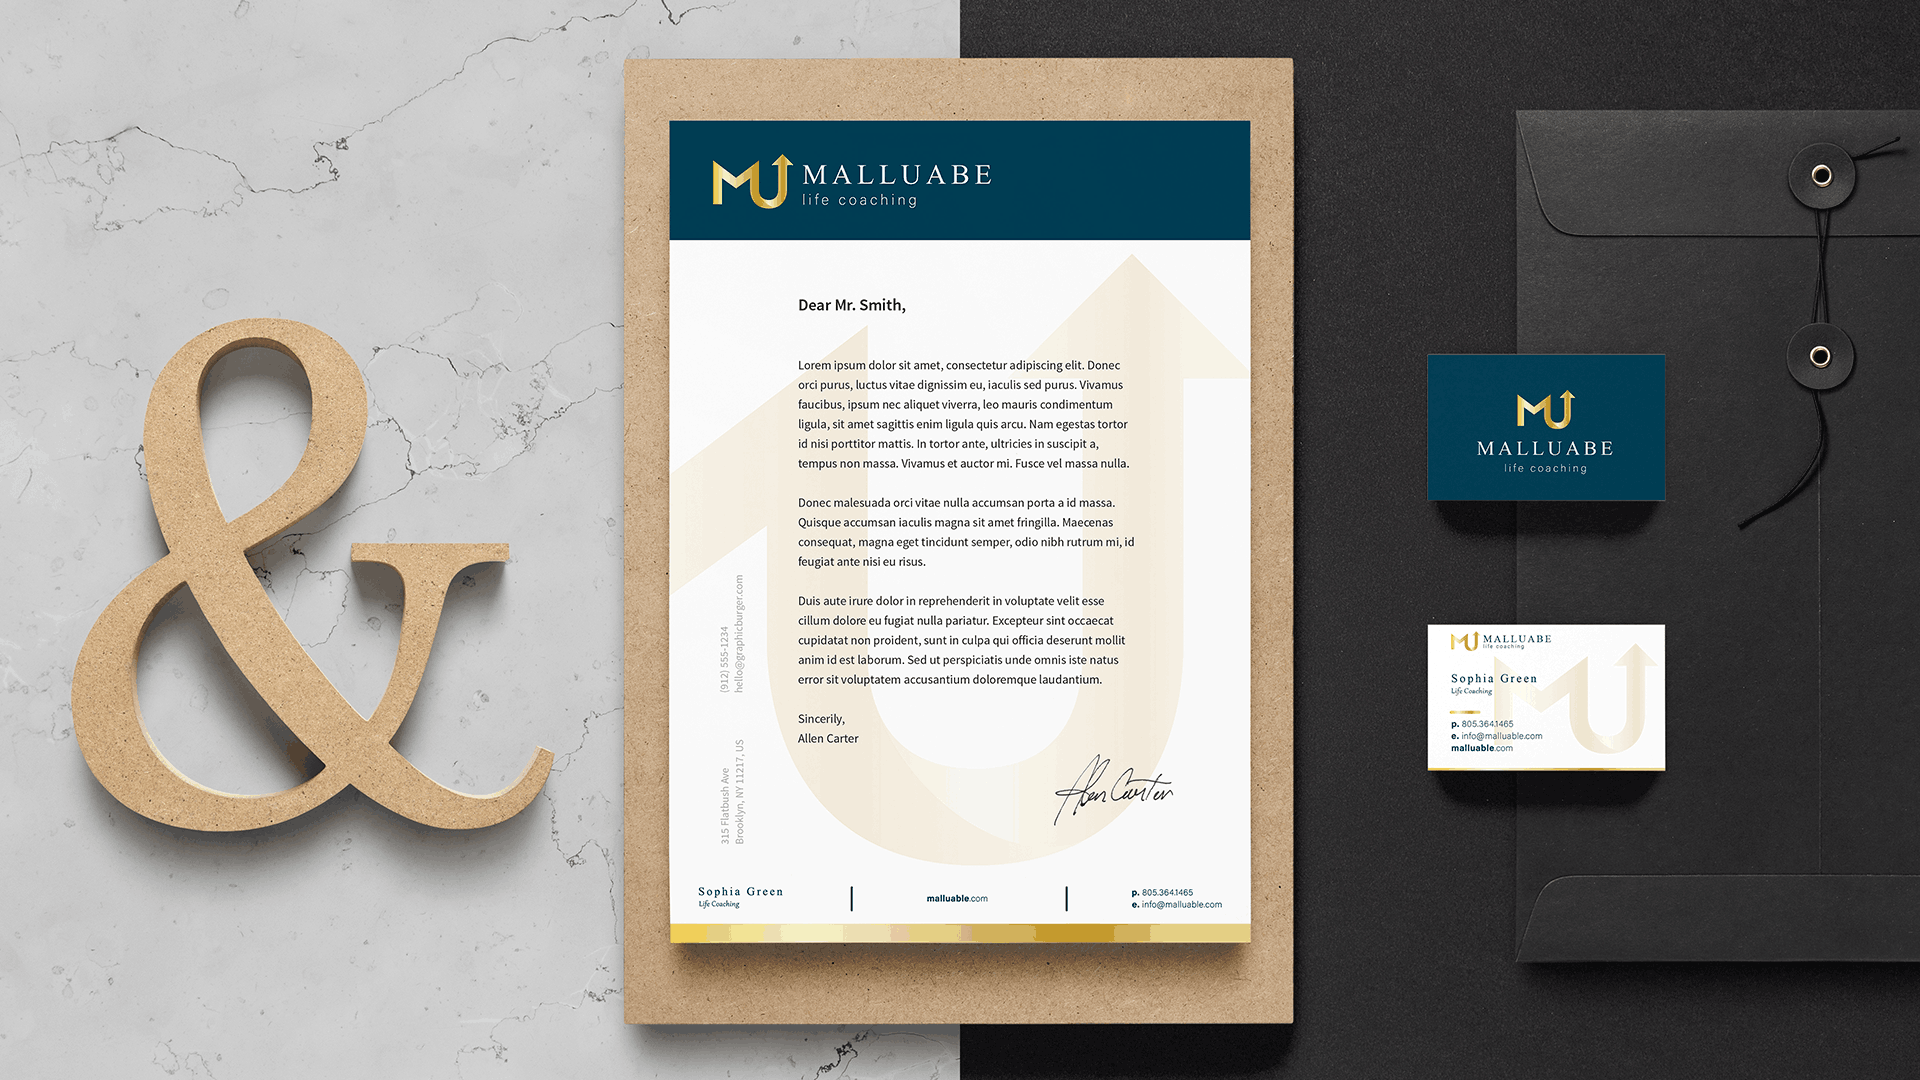 &
MU
MALLUABE
life coaching
Dear Mr. Smith,
Lorem ipsum dolor sit amet, consectetur adipiscing elit. Donec
orci purus, luctus vitae dignissim eu, iaculis sed purus. Vivamus
faucibus, ipsum nec aliquet viverra, leo mauris condimentum
ligula, sit amet sagittis enim ligula quis arcu. Nam egestas tortor
id nisi porttitor mattis. In tortor ante, ultricies in suscipit a,
tempus non massa. Vivamus et auctor mi. Fusce vel massa nulla.
Donec malesuada orci vitae nulla accumsan porta a id massa.
Quisque accumsan iaculis magna sit amet fringilla. Maecenas
consequat, magna eget tincidunt semper, odio nibh rutrum mi, id
feugiat ante nisi eu risus.
Duis aute irure dolor in reprehenderit in voluptate velit esse
cillum dolore eu fugiat nulla pariatur. Excepteur sint occaecat
cupidatat non proident, sunt in culpa qui officia deserunt mollit
anim id est laborum. Sed ut perspiciatis unde omnis iste natus
error sit voluptatem accusantium doloremque laudantium.
Sincerily,
Allen Carter
Allen Carter
(912) 555-1234
hello@graphicburger.com
315 Flatbush Ave
Brooklyn, NY 11217, US
Sophia Green
Life Coaching
malluable.com
p. 805.364.1465
e. info@malluable.com
MU
MALLUABE
life coaching
MU
MALLUABE
life coaching
MU
Sophia Green
Life Coaching
p. 805.364.1465
e. info@malluable.com
malluable.com